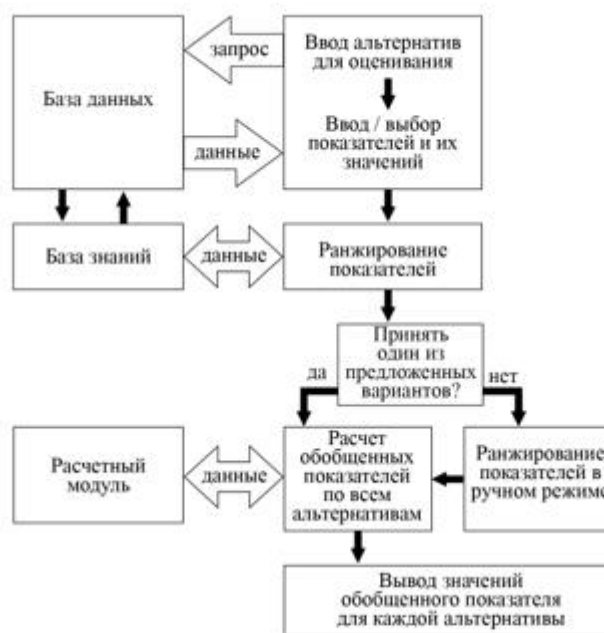 База данных
запрос
Ввод альтернатив
для оценивания
данные
Ввод / выбор
показателей и их
значений
База знаний
данные
Ранжирование
показателей
Принять
один из
предложенных
вариантов?
да
нет
Расчетный
модуль
данные
Расчет
обобщенных
показателей
по всем
альтернативам
Ранжирование
показателей в
ручном режиме
Вывод значений
обобщенного показателя
для каждой альтернативы